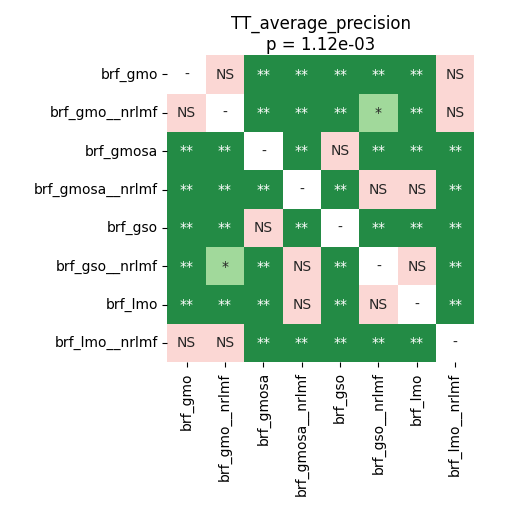 TT_average_precision
p = 1.12e-03
brf_gmo - NS ** ** ** ** ** NS
brf_gmo__nrlmf NS - ** ** ** * ** NS
brf_gmosa ** ** - ** NS ** ** **
brf_gmosa__nrlmf ** ** ** - ** NS NS **
brf_gso ** ** NS ** - ** ** **
brf_gso__nrlmf ** * ** NS ** - NS **
brf_lmo ** ** ** NS ** NS - **
brf_lmo__nrlmf NS NS ** ** ** ** ** -
brf_gmo
brf_gmo__nrlmf
brf_gmosa
brf_gmosa__nrlmf
brf_gso
brf_gso__nrlmf
brf_lmo
brf_lmo__nrlmf